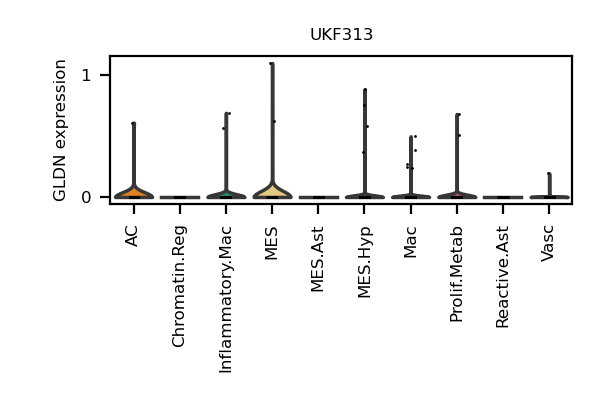 UKF313
GLDN expression
1
0
AC
Chromatin.Reg
Inflammatory.Mac
MES
MES.Ast
MES.Hyp
Mac
Prolif.Metab
Reactive.Ast
Vasc